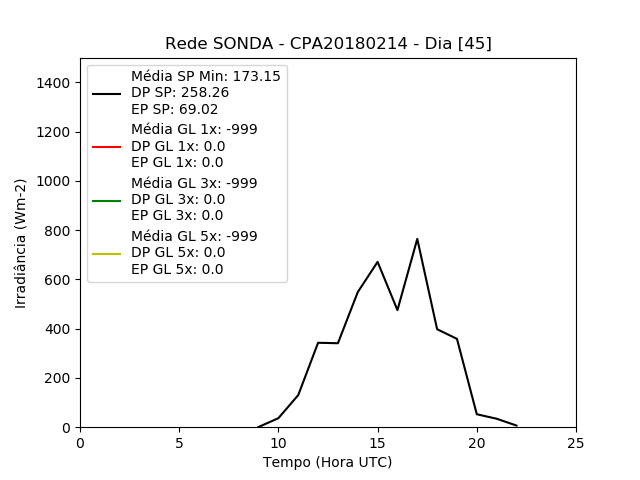 Rede SONDA - CPA20180214 - Dia [45]
Irradiância (Wm-2)
1400
1200
1000
800
600
400
200
0
Média SP Min: 173.15
DP SP: 258.26
EP SP: 69.02
Média GL 1x: -999
DP GL 1x: 0.0
EP GL 1x: 0.0
Média GL 3x: -999
DP GL 3x: 0.0
EP GL 3x: 0.0
Média GL 5x: -999
DP GL 5x: 0.0
EP GL 5x: 0.0
0 5 10 15 20 25
Tempo (Hora UTC)